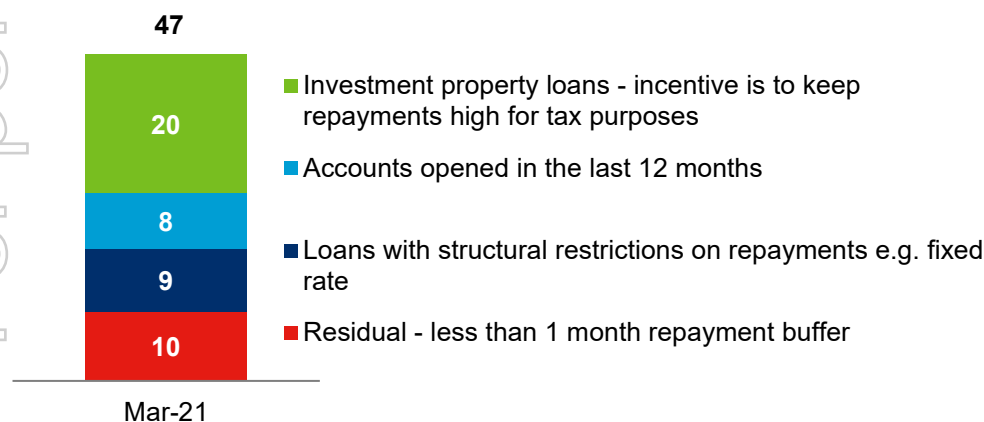 47
20
8
9
10
Investment property loans - incentive is to keep
repayments high for tax purposes
Accounts opened in the last 12 months
Loans with structural restrictions on repayments e.g. fixed
rate
Residual - less than 1 month repayment buffer
Mar-21